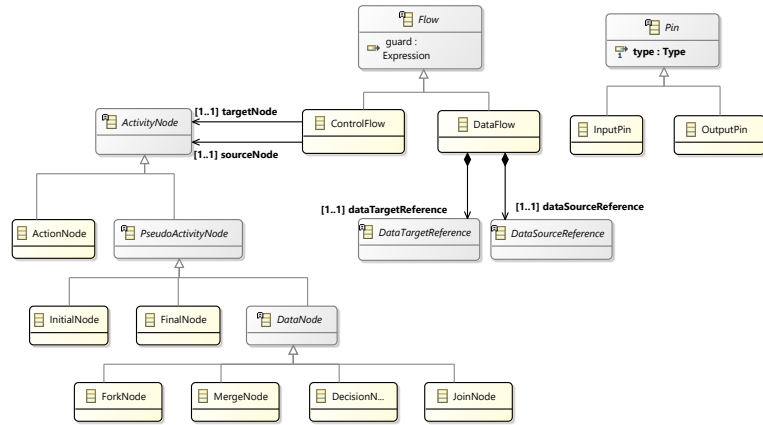 Flow
guard :
Expression
Pin
1
type : Type
ActivityNode
[1..1] targetNode
[1..1] sourceNode
ControlFlow
DataFlow
InputPin
OutputPin
[1..1] dataTargetReference
[1..1] dataSourceReference
ActionNode
PseudoActivityNode
DataTargetReference
DataSourceReference
InitialNode
FinalNode
DataNode
ForkNode
MergeNode
DecisionN...
JoinNode